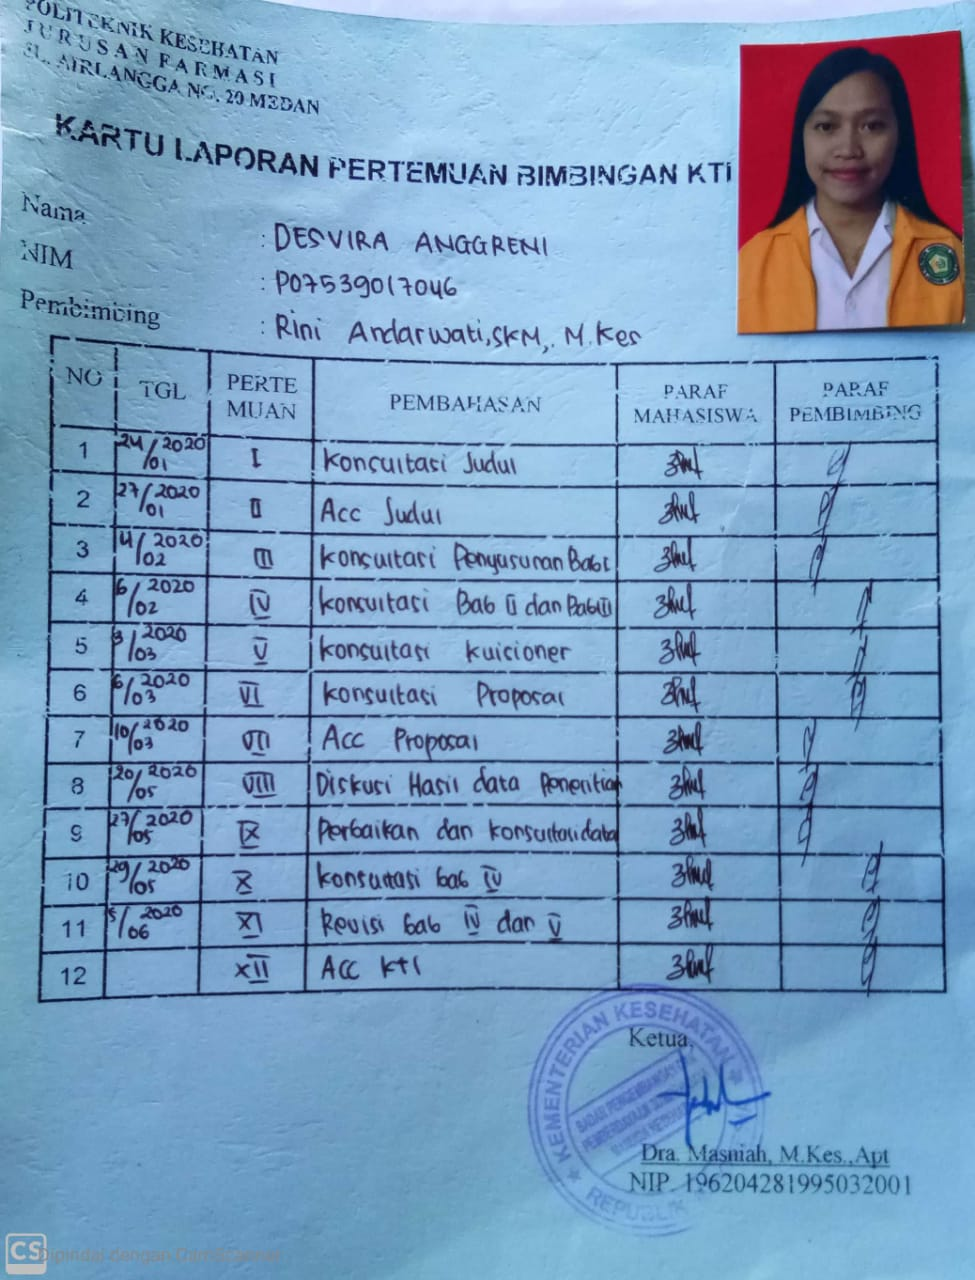 POLITEKNIK KESEHATAN
JURUSAN FARMASI
JL. AIRLANGGA NO. 20 MEDAN
KARTU LAPORAN PERTEMUAN BIMBINGAN KTI
Nama : DESVIRA ANGGRENI
NIM : P07539017046
Pembimbing : Rini Andarwati, SKM,. M.Kes
NO TGL PERTE MUAN PEMBAHASAN PARAF MAHASISWA PARAF PEMBIMBING
1 24/01 2020 I Konsultasi Judul
2 27/01 2020 II Acc Judul
3 4/02 2020 III Konsultasi Penyusunan Bab I
4 6/02 2020 IV Konsultasi Bab II dan Bab III
5 3/03 2020 V Konsultasi Kuisioner
6 6/03 2020 VI Konsultasi Proposal
7 10/03 2020 VII Acc Proposal
8 20/05 2020 VIII Diskusi Hasil data Penelitian
9 27/05 2020 IX Perbaikan dan konsultasi data
10 29/05 2020 X Konsultasi bab IV
11 5/06 2020 XI Revisi bab IV dan V
12 XII Acc KTI
KEMENTERIAN KESEHATAN
REPUBLIK
Ketua,
Dra. Masniah, M.Kes.,Apt
NIP. 196204281995032001
CS Dipindai dengan CamScanner